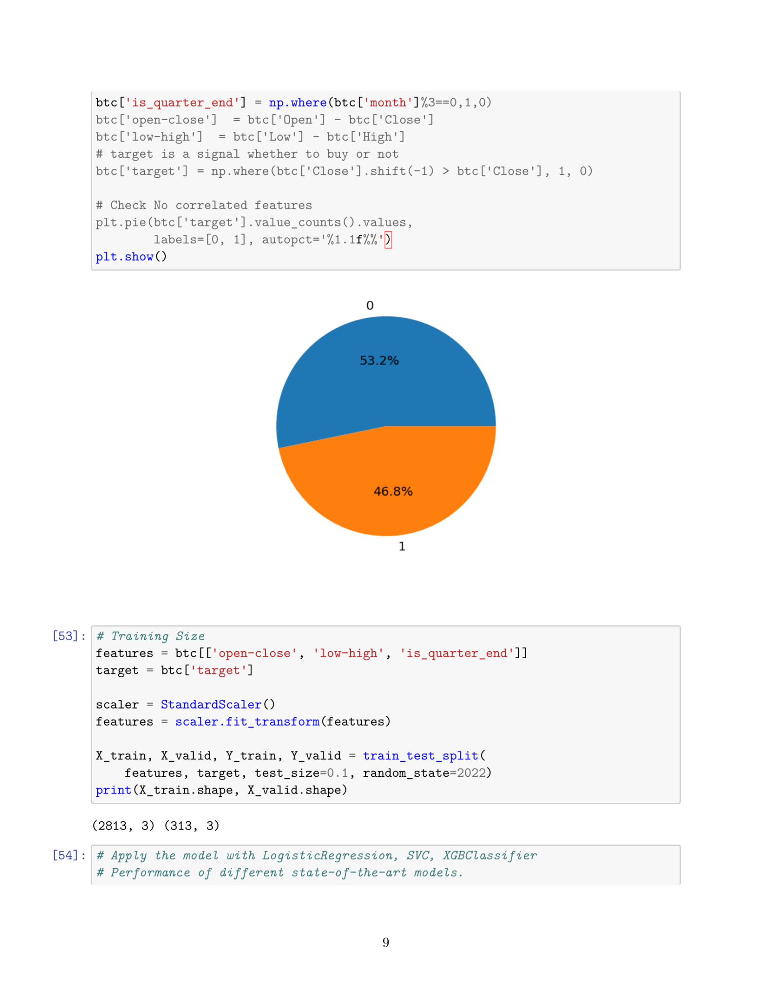 btc['is_quarter_end'] = np.where(btc['month']%3==0,1,0)
btc['open-close']  = btc['Open'] - btc['Close']
btc['low-high']  = btc['Low'] - btc['High']
# target is a signal whether to buy or not
btc['target'] = np.where(btc['Close'].shift(-1) > btc['Close'], 1, 0)
# Check No correlated features
plt.pie(btc['target'].value_counts().values,
        labels=[0, 1], autopct='%1.1f%%')
plt.show()
0
53.2%
46.8%
1
[53]: # Training Size
features = btc[['open-close', 'low-high', 'is_quarter_end']]
target = btc['target']
scaler = StandardScaler()
features = scaler.fit_transform(features)
X_train, X_valid, Y_train, Y_valid = train_test_split(
    features, target, test_size=0.1, random_state=2022)
print(X_train.shape, X_valid.shape)
(2813, 3) (313, 3)
[54]: # Apply the model with LogisticRegression, SVC, XGBClassifier
# Performance of different state-of-the-art models.
9